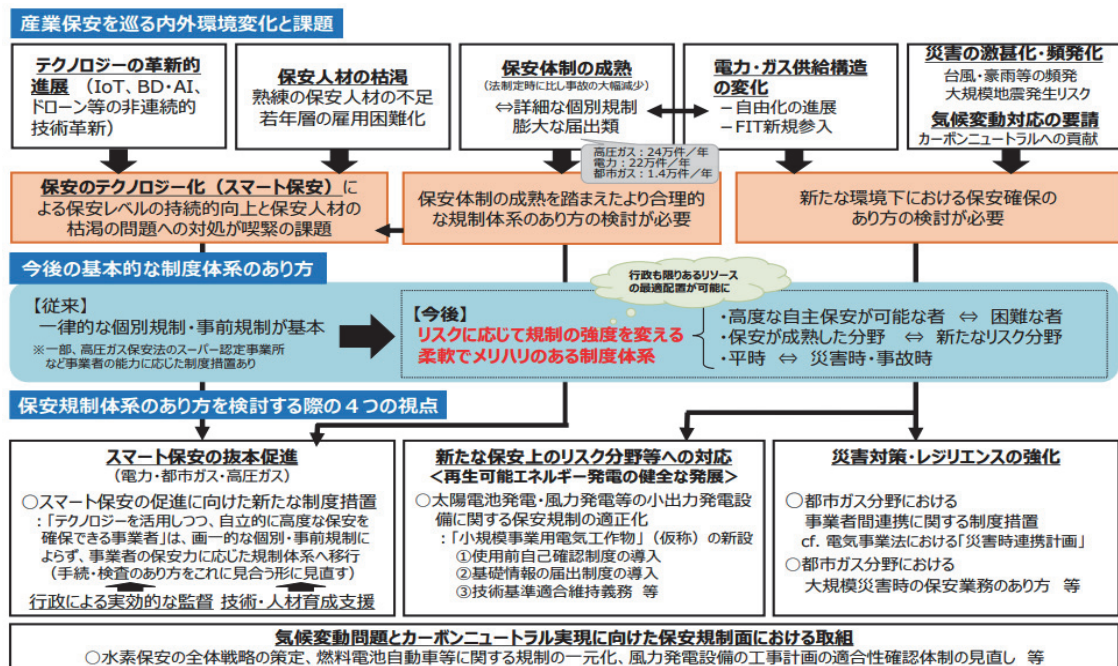 産業保安を巡る内外環境変化と課題
テクノロジーの革新的
進展（IoT、BD・AI、
ドローン等の非連続的
技術革新）
保安人材の枯渇
熟練の保安人材の不足
若年層の雇用困難化
保安体制の成熟
（法制定時に比し事故の大幅減少）
⇔詳細な個別規制
膨大な届出類
高圧ガス：24万件／年
電力：22万件／年
都市ガス：1.4万件／年
電力・ガス供給構造
の変化
－自由化の進展
－FIT新規参入
災害の激甚化・頻発化
台風・豪雨等の頻発
大規模地震発生リスク
気候変動対応の要請
カーボンニュートラルへの貢献
保安のテクノロジー化（スマート保安）に
よる保安レベルの持続的向上と保安人材の
枯渇の問題への対処が喫緊の課題
保安体制の成熟を踏まえたより合理的
な規制体系のあり方の検討が必要
新たな環境下における保安確保の
あり方の検討が必要
今後の基本的な制度体系のあり方
行政も限りあるリソース
の最適配置が可能に
【従来】
一律的な個別規制・事前規制が基本
※一部、高圧ガス保安法のスーパー認定事業所
など事業者の能力に応じた制度措置あり
【今後】
リスクに応じて規制の強度を変える
柔軟でメリハリのある制度体系
・高度な自主保安が可能な者 ⇔ 困難な者
・保安が成熟した分野 ⇔ 新たなリスク分野
・平時 ⇔ 災害時・事故時
保安規制体系のあり方を検討する際の４つの視点
スマート保安の抜本促進
（電力・都市ガス・高圧ガス）
○スマート保安の促進に向けた新たな制度措置
：「テクノロジーを活用しつつ、自立的に高度な保安を
確保できる事業者」は、画一的な個別・事前規制に
よらず、事業者の保安力に応じた規制体系へ移行
（手続・検査のあり方をこれに見合う形に見直す）
行政による実効的な監督 技術・人材育成支援
新たな保安上のリスク分野等への対応
＜再生可能エネルギー発電の健全な発展＞
○太陽電池発電・風力発電等の小出力発電設
備に関する保安規制の適正化
：「小規模事業用電気工作物」（仮称）の新設
①使用前自己確認制度の導入
②基礎情報の届出制度の導入
③技術基準適合維持義務 等
災害対策・レジリエンスの強化
○都市ガス分野における
事業者間連携に関する制度措置
cf. 電気事業法における「災害時連携計画」
○都市ガス分野における
大規模災害時の保安業務のあり方 等
気候変動問題とカーボンニュートラル実現に向けた保安規制面における取組
○水素保安の全体戦略の策定、燃料電池自動車等に関する規制の一元化、風力発電設備の工事計画の適合性確認体制の見直し 等